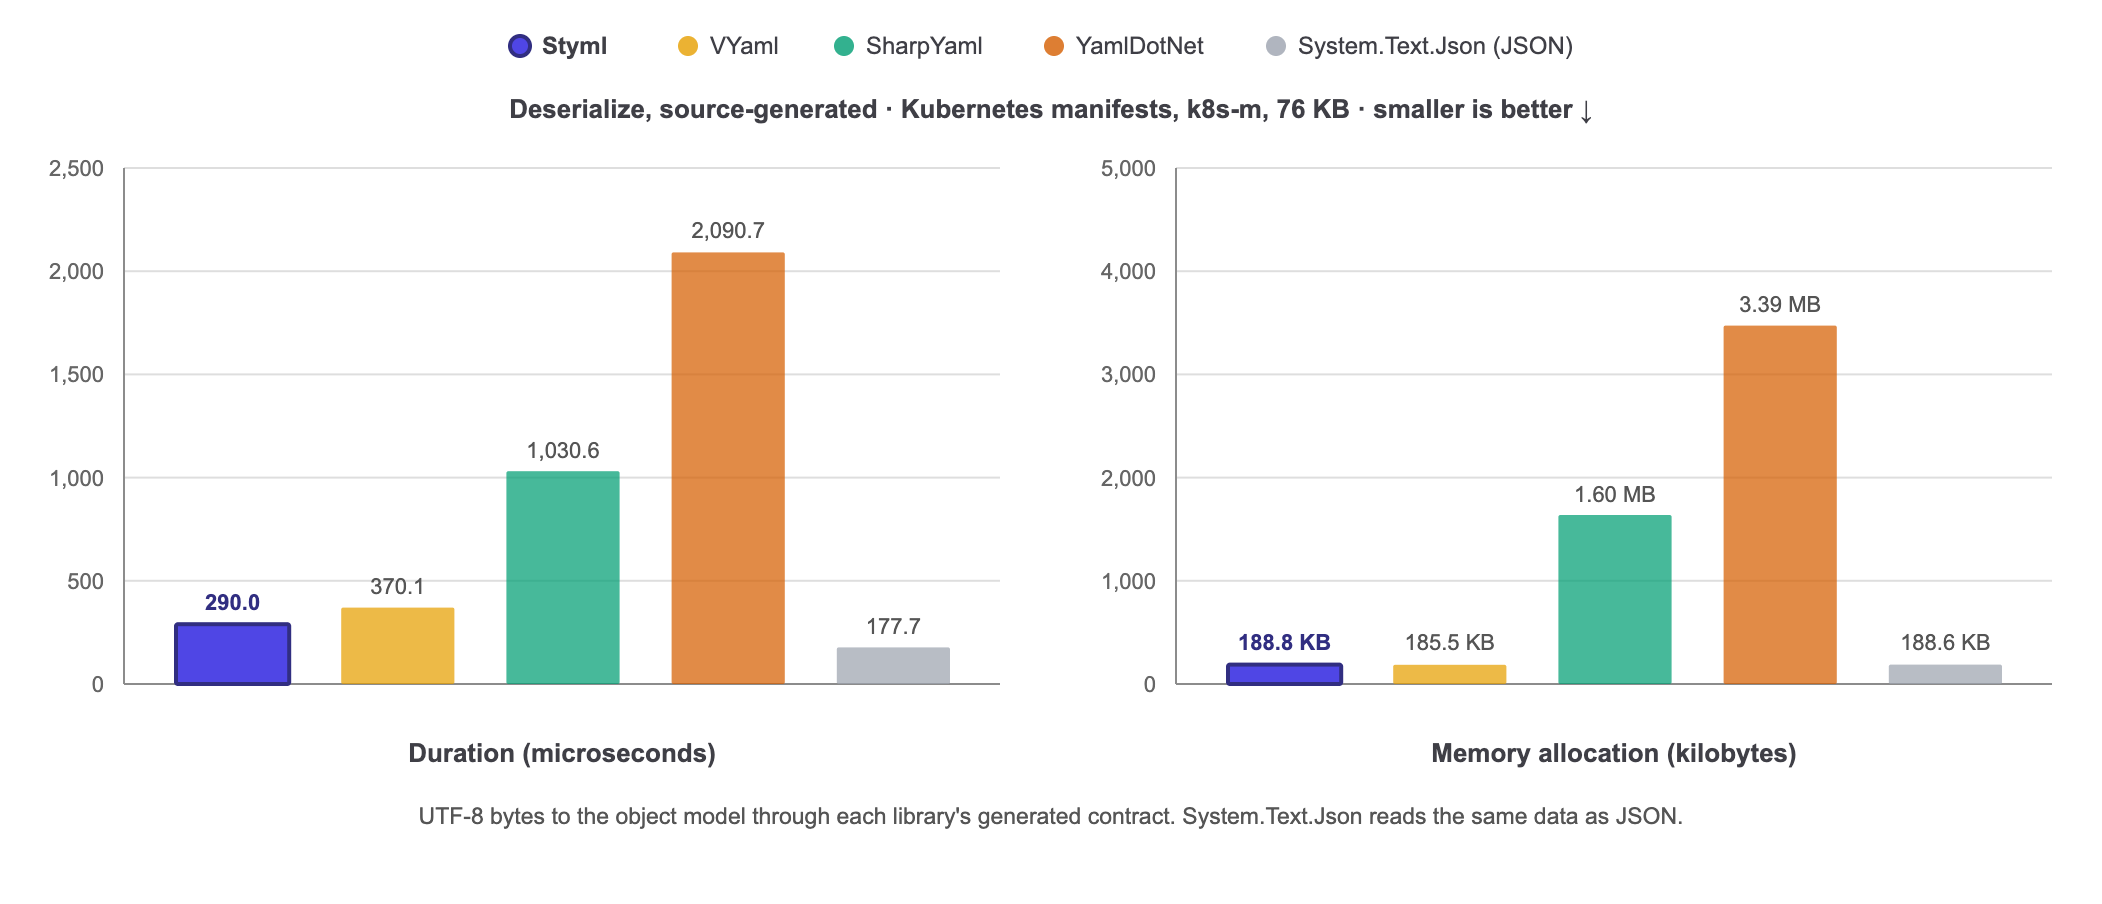 Styml VYaml SharpYaml YamlDotNet System.Text.Json (JSON)
Deserialize, source-generated · Kubernetes manifests, k8s-m, 76 KB · smaller is better ↓
2,500
2,000
1,500
1,000
500
0
290.0
370.1
1,030.6
2,090.7
177.7
Duration (microseconds)
5,000
4,000
3,000
2,000
1,000
0
188.8 KB
185.5 KB
1.60 MB
3.39 MB
188.6 KB
Memory allocation (kilobytes)
UTF-8 bytes to the object model through each library's generated contract. System.Text.Json reads the same data as JSON.